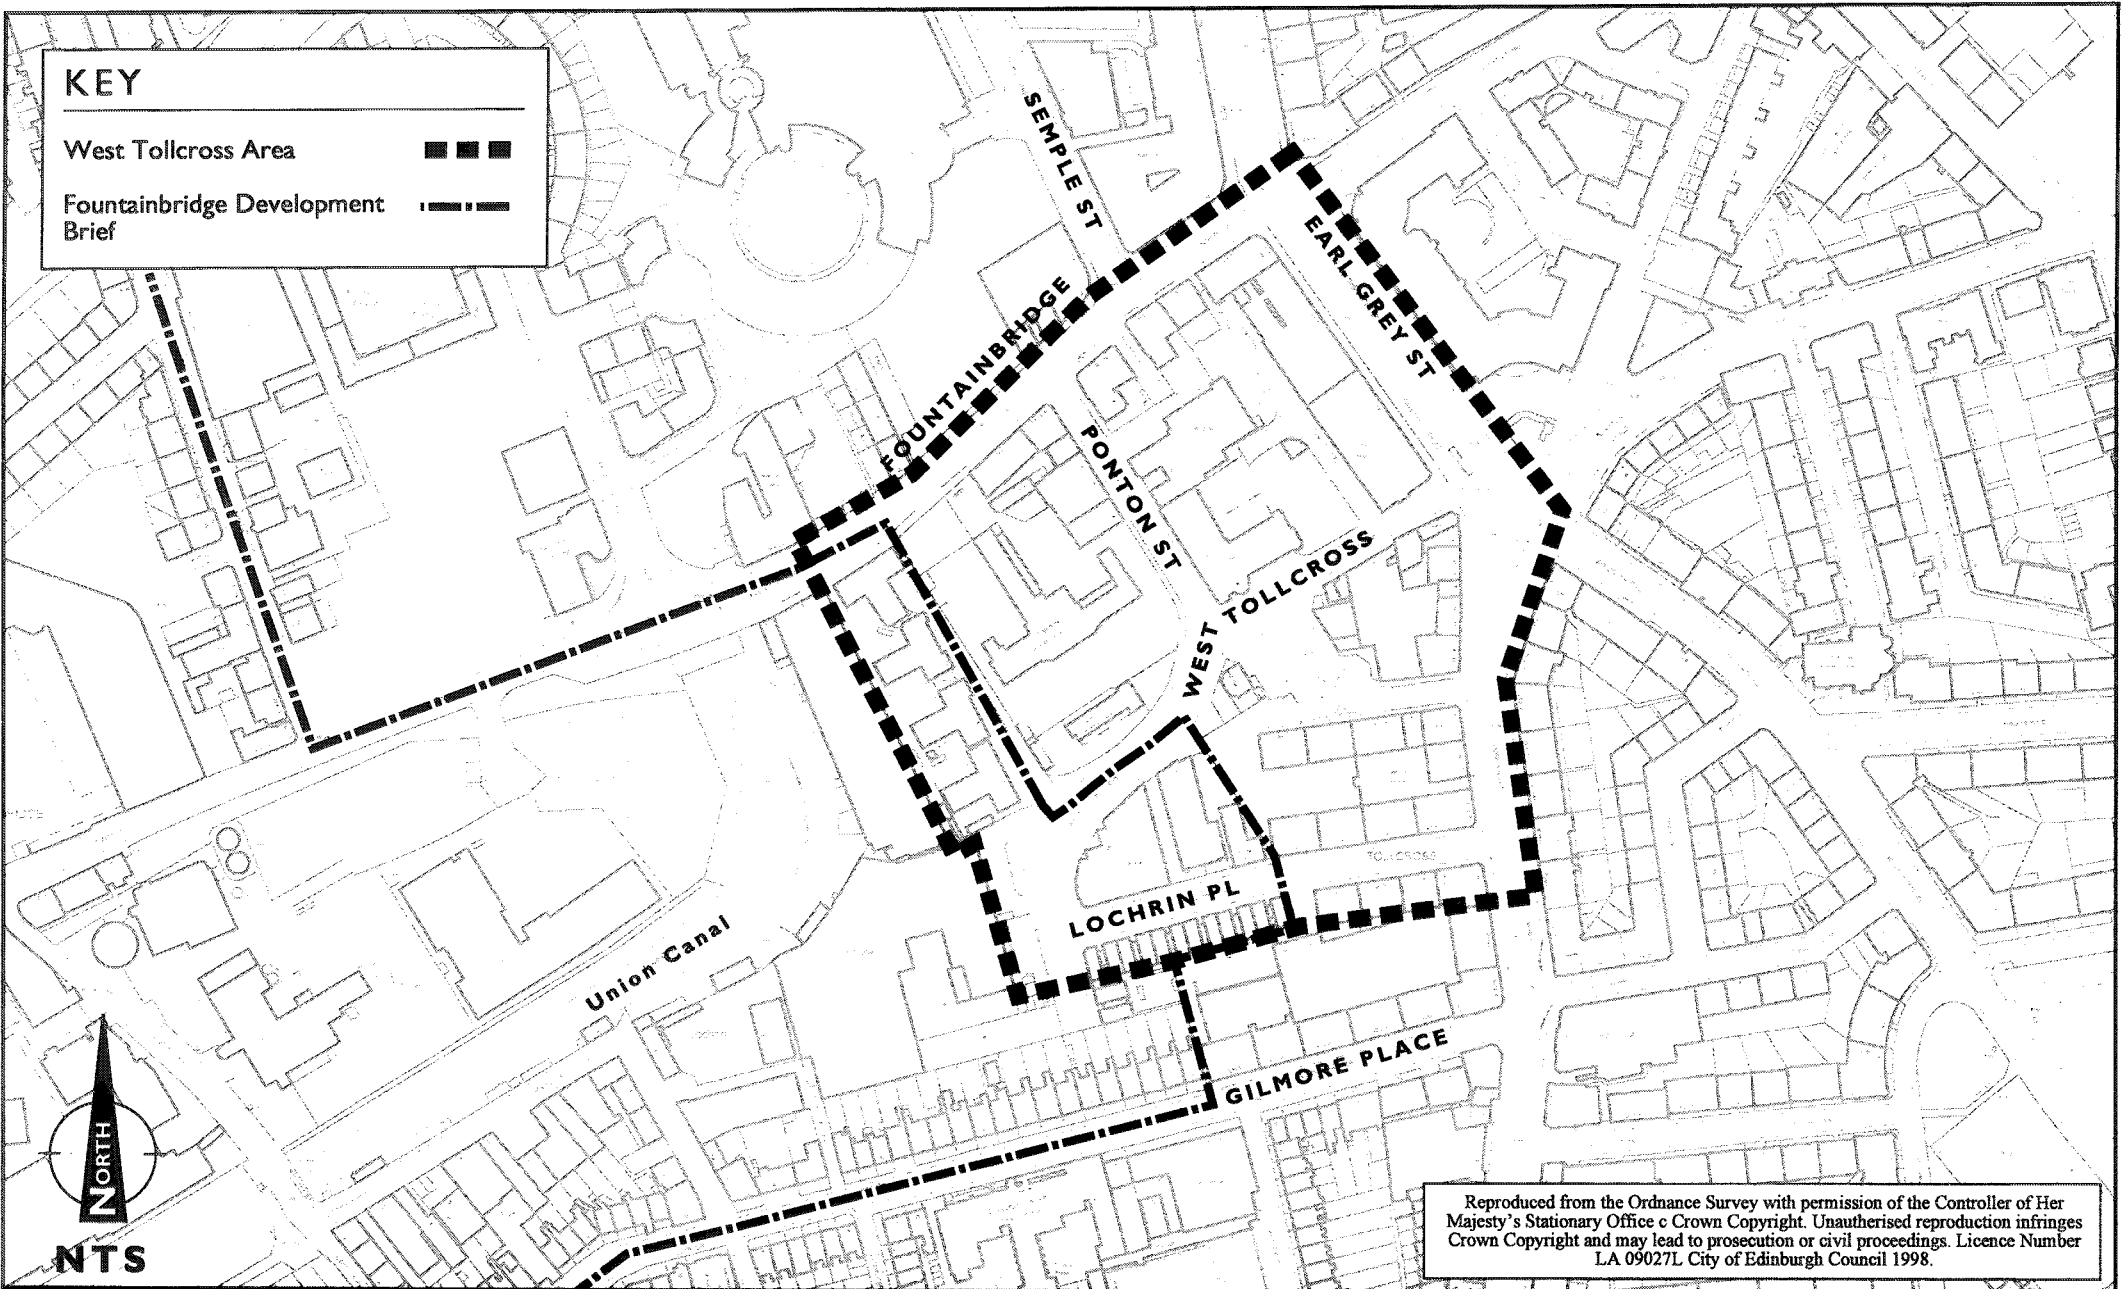 KEY
West Tollcross Area
Fountainbridge Development
Brief
SEMPLE ST
EARL GREY ST
FOUNTAINBRIDGE
PONTON ST
WEST TOLLCROSS
TOLLCROSS
LOCHRIN PL
Union Canal
GILMORE PLACE
NORTH
NTS
Reproduced from the Ordnance Survey with permission of the Controller of Her
Majesty's Stationary Office c Crown Copyright. Unautherised reproduction infringes
Crown Copyright and may lead to prosecution or civil proceedings. Licence Number
LA 09027L City of Edinburgh Council 1998.